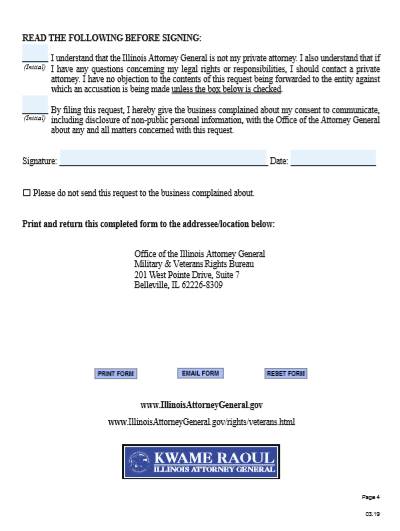 READ THE FOLLOWING BEFORE SIGNING:
I understand that the Illinois Attorney General is not my private attorney. I also understand that if
(Initial) I have any questions concerning my legal rights or responsibilities, I should contact a private
attorney. I have no objection to the contents of this request being forwarded to the entity against
which an accusation is being made unless the box below is checked.
By filing this request, I hereby give the business complained about my consent to communicate,
(Initial) including disclosure of non-public personal information, with the Office of the Attorney General
about any and all matters concerned with this request.
Signature: Date:
☐ Please do not send this request to the business complained about.
Print and return this completed form to the addressee/location below:
Office of the Illinois Attorney General
Military & Veterans Rights Bureau
201 West Pointe Drive, Suite 7
Belleville, IL 62226-8309
PRINT FORM EMAIL FORM RESET FORM
www.IllinoisAttorneyGeneral.gov
www.IllinoisAttorneyGeneral.gov/rights/veterans.html
KWAME RAOUL
ILLINOIS ATTORNEY GENERAL
Page 4
03.19